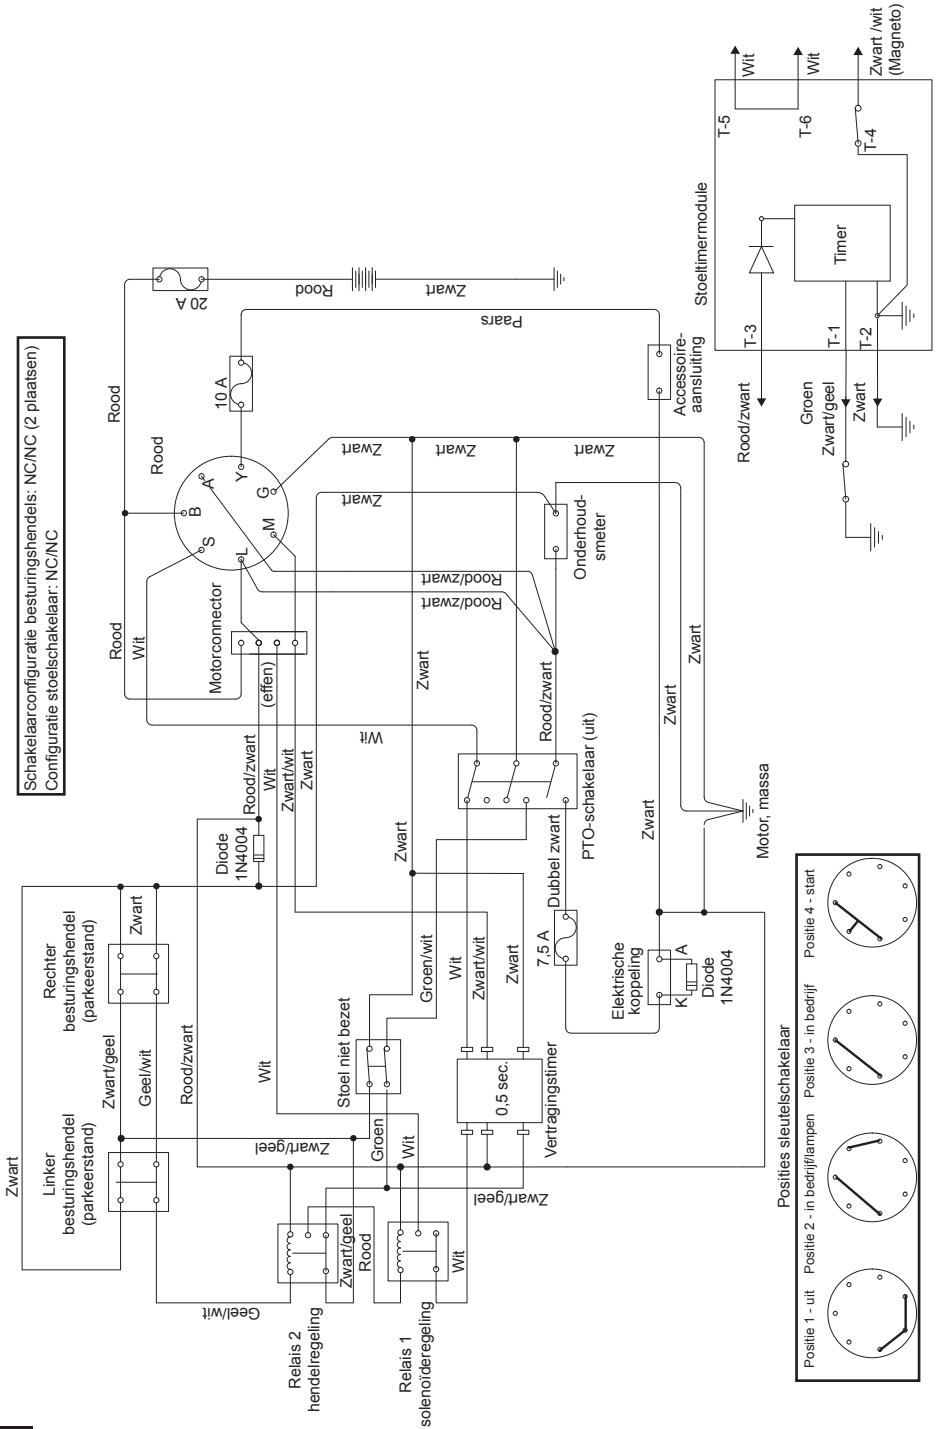 Schakelaarconfiguratie besturingshendels: NC/NC (2 plaatsen)
Configuratie stoelschakelaar: NC/NC
Rood
20 A
Rood
Zwart
10 A
Rood
Paars
B
A
Y
G
M
L
S
Rood
Wit
Motorconnector
(effen)
Rood/zwart
Wit
Zwart/wit
Zwart
Diode
1N4004
Zwart
Zwart
Zwart
Zwart
Rood/zwart
Rood/zwart
Onderhoud-
smeter
Accessoire-
aansluiting
Wit
Zwart
Rood/zwart
PTO-schakelaar (uit)
Zwart
Zwart
Zwart
Zwart
Motor, massa
Zwart
Rechter
besturingshendel
(parkeerstand)
Zwart
Zwart/geel
Geel/wit
Linker
besturingshendel
(parkeerstand)
Rood/zwart
Wit
Stoel niet bezet
Groen/wit
Wit
Zwart/wit
Zwart
Dubbel zwart
7,5 A
Elektrische
koppeling
K
A
Diode
1N4004
0,5 sec.
Vertragingstimer
Zwart/geel
Groen
Wit
Zwart/geel
Zwart/geel
Rood
Wit
Geel/wit
Relais 2
hendelregeling
Relais 1
solenoïderegeling
Stoeltimermodule
T-5
Wit
T-6
Wit
T-4
Zwart /wit
(Magneto)
Timer
T-3
T-1
T-2
Rood/zwart
Groen
Zwart/geel
Zwart
Posities sleutelschakelaar
Positie 1 - uit
Positie 2 - in bedrijf/lampen
Positie 3 - in bedrijf
Positie 4 - start